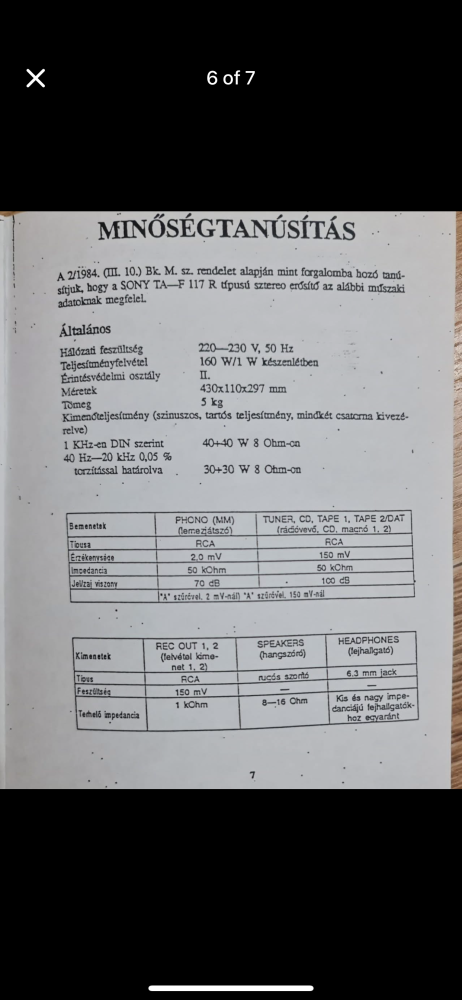 6 of 7
MINŐSÉGTANÚSÍTÁS
A 2/1984. (III. 10.) Bk. M. sz. rendelet alapján mint forgalomba hozó tanú-
sítjuk, hogy a SONY TA—F 117 R típusú sztereo erősítő az alábbi műszaki
adatoknak megfelel.
Általános
Hálózati feszültség 220—230 V, 50 Hz
Teljesítményfelvétel 160 W/1 W készenlétben
Érintésvédelmi osztály II.
Méretek 430x110x297 mm
Tömeg 5 kg
Kimenőteljesítmény (szinuszos, tartós teljesítmény, mindkét csatorna kivezé-
relve)
1 KHz-en DIN szerint 40+40 W 8 Ohm-on
40 Hz—20 kHz 0,05 %
torzítással határolva 30+30 W 8 Ohm-on
Bemenetek PHONO (MM) (lemezjátszó) TUNER, CD, TAPE 1, TAPE 2/DAT (rádióvevő, CD, macnó 1, 2)
Típusa RCA RCA
Érzékenysége 2,0 mV 150 mV
Impedancia 50 kOhm 50 kOhm
Jel/zaj viszony 70 dB 100 dB
"A" szűrővel, 2 mV-nál) "A" szűrővel, 150 mV-nál
Kimenetek REC OUT 1, 2 (felvétel kime-net 1, 2) SPEAKERS (hangszóró) HEADPHONES (fejhallgató)
Típus RCA rugós szorító 6.3 mm jack
Feszültség 150 mV — —
Terhelő impedancia 1 kOhm 8—16 Ohm Kis és nagy impe-danciájú fejhallgatók-hoz egyaránt
7